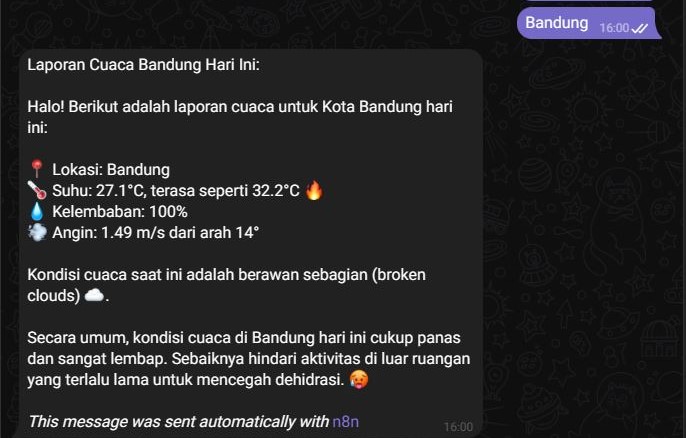 Bandung 16:00
Laporan Cuaca Bandung Hari Ini:
Halo! Berikut adalah laporan cuaca untuk Kota Bandung hari
ini:
📍 Lokasi: Bandung
🌡️ Suhu: 27.1°C, terasa seperti 32.2°C 🔥
💧 Kelembaban: 100%
💨 Angin: 1.49 m/s dari arah 14°
Kondisi cuaca saat ini adalah berawan sebagian (broken
clouds) ☁️.
Secara umum, kondisi cuaca di Bandung hari ini cukup panas
dan sangat lembap. Sebaiknya hindari aktivitas di luar ruangan
yang terlalu lama untuk mencegah dehidrasi. 🥵
This message was sent automatically with n8n
16:00